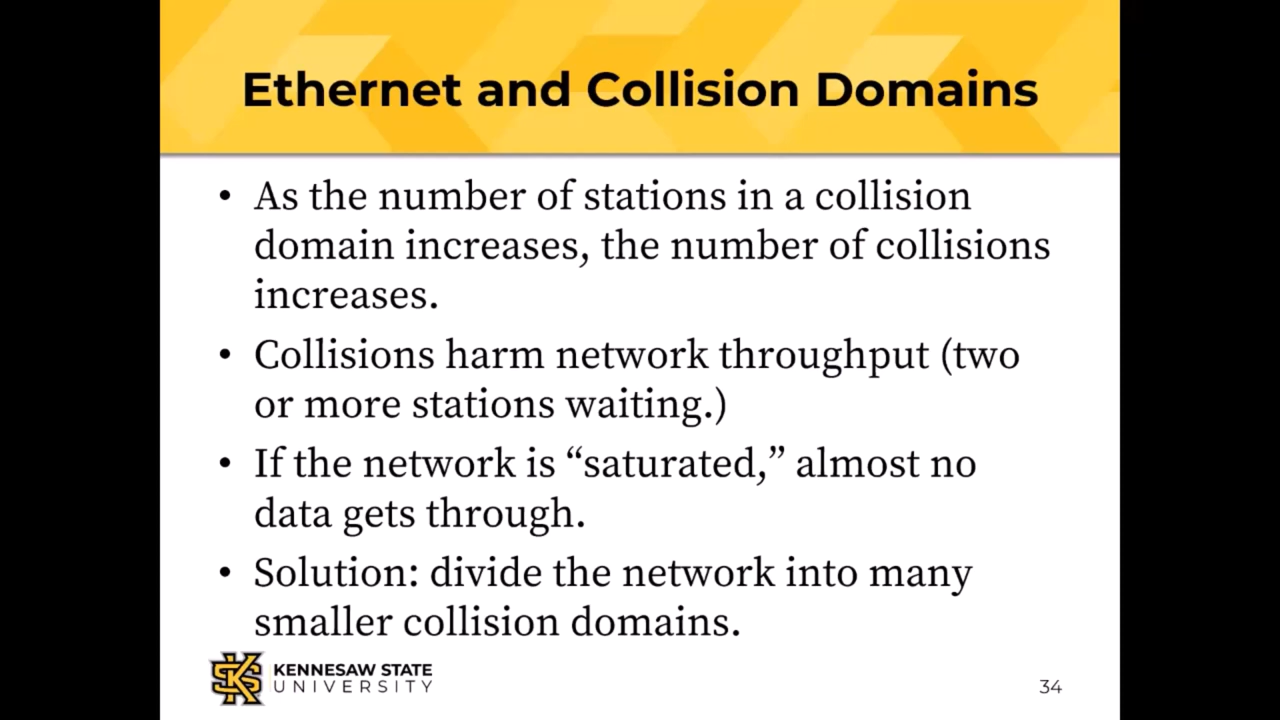 Ethernet and Collision Domains
• As the number of stations in a collision
domain increases, the number of collisions
increases.
• Collisions harm network throughput (two
or more stations waiting.)
• If the network is “saturated,” almost no
data gets through.
• Solution: divide the network into many
smaller collision domains.
KS
KENNESAW STATE
UNIVERSITY
34